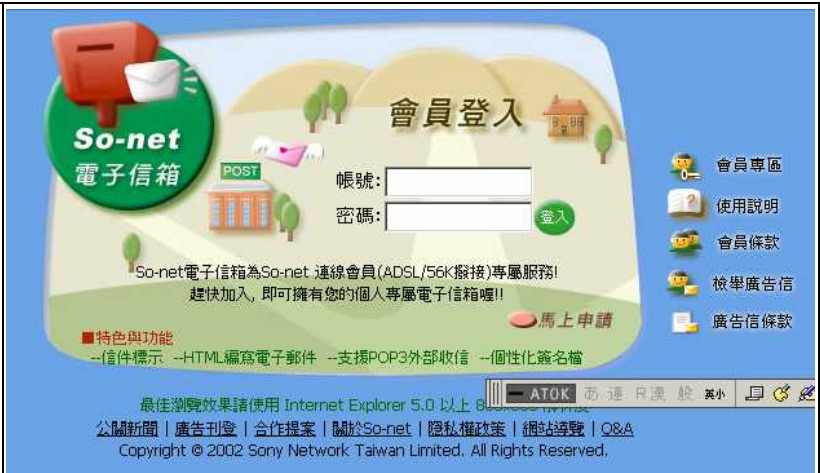 So-net
電子信箱
POST
會員登入
帳號:
密碼:
登入
So-net電子信箱為So-net 連線會員(ADSL/56K撥接)專屬服務!
趕快加入, 即可擁有您的個人專屬電子信箱喔!!
馬上申請
■特色與功能
--信件標示 --HTML編寫電子郵件 --支援POP3外部收信 --個性化簽名檔
會員專區
使用說明
會員條款
檢舉廣告信
廣告信條款
ATOK あ 連 R漢 般 英小
最佳瀏覽效果請使用 Internet Explorer 5.0 以上
公關新聞 | 廣告刊登 | 合作提案 | 關於So-net | 隱私權政策 | 網站導覽 | Q&A
Copyright © 2002 Sony Network Taiwan Limited. All Rights Reserved.